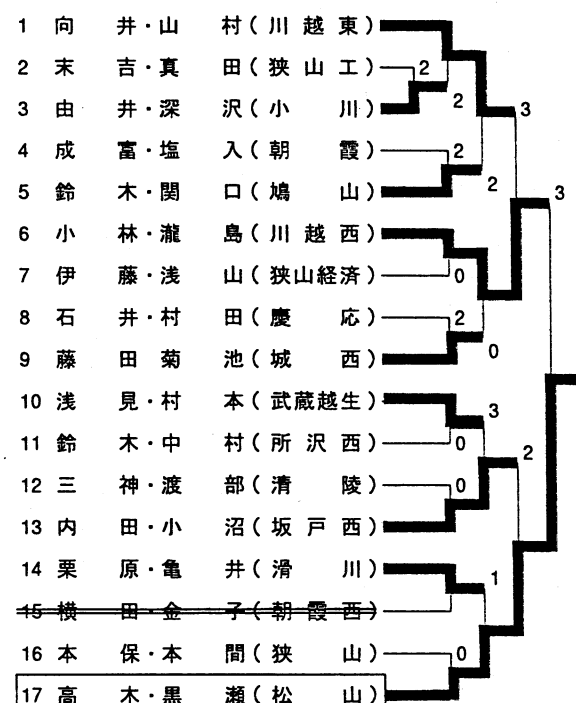 1 向井・山村(川越東)
2 末吉・真田(狭山工) 2
3 由井・深沢(小川) 2 3
4 成富・塩入(朝霞) 2
5 鈴木・関口(鳩山) 2 3
6 小林・瀧島(川越西)
7 伊藤・浅山(狭山経済) 0
8 石井・村田(慶応) 2
9 藤田菊池(城西) 0
10 浅見・村本(武蔵越生) 3
11 鈴木・中村(所沢西) 0 2
12 三神・渡部(清陵) 0
13 内田・小沼(坂戸西)
14 栗原・亀井(滑川) 1
15 横田・金子(朝霞西)
16 本保・本間(狭山) 0
17 高木・黒瀬(松山)